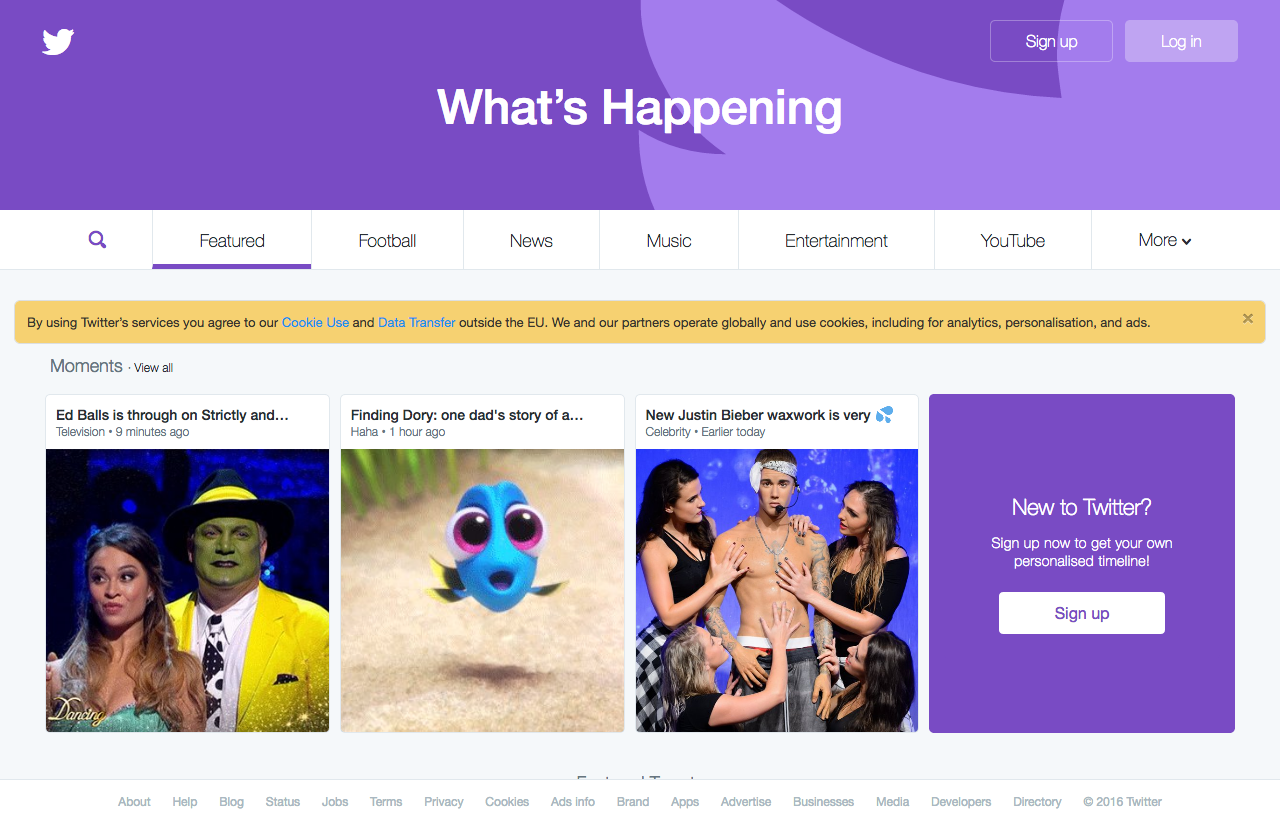 Sign up
Log in
What's Happening
Featured
Football
News
Music
Entertainment
YouTube
More
By using Twitter's services you agree to our Cookie Use and Data Transfer outside the EU. We and our partners operate globally and use cookies, including for analytics, personalisation, and ads.
Moments · View all
Ed Balls is through on Strictly and…
Television • 9 minutes ago
Finding Dory: one dad's story of a…
Haha • 1 hour ago
New Justin Bieber waxwork is very 💦
Celebrity • Earlier today
Dancing
New to Twitter?
Sign up now to get your own
personalised timeline!
Sign up
About Help Blog Status Jobs Terms Privacy Cookies Ads info Brand Apps Advertise Businesses Media Developers Directory © 2016 Twitter